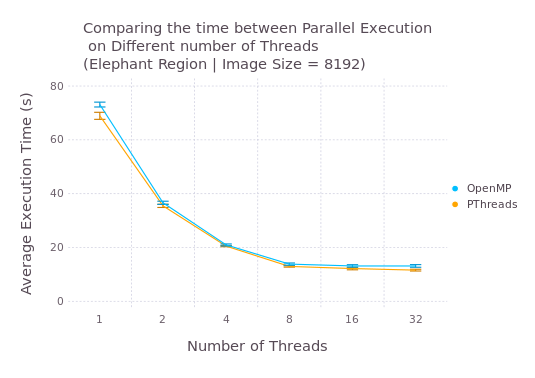 Comparing the time between Parallel Execution
on Different number of Threads
(Elephant Region | Image Size = 8192)
Average Execution Time (s)
80
60
40
20
0
1 2 4 8 16 32
Number of Threads
OpenMP
PThreads